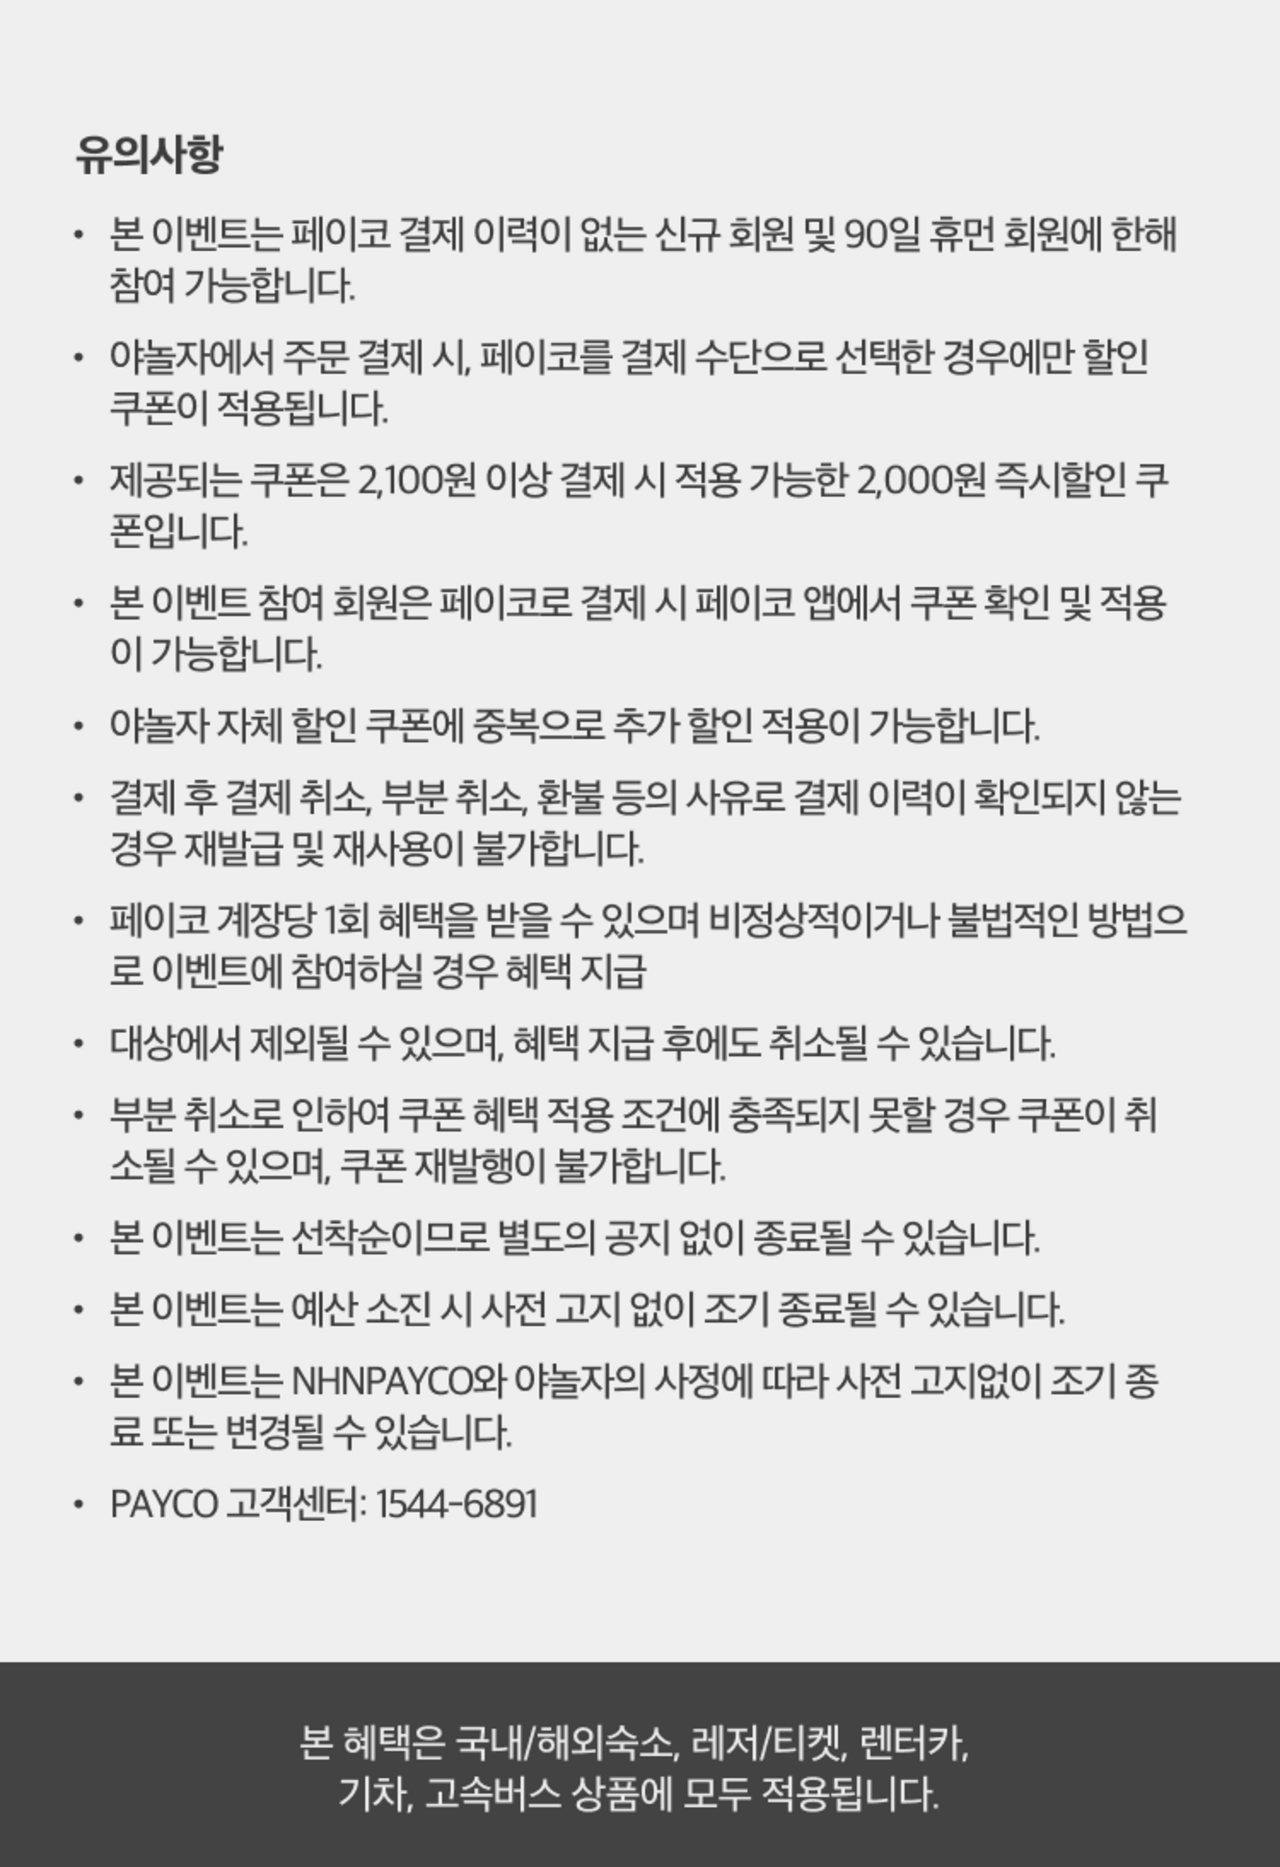 유의사항
• 본 이벤트는 페이코 결제 이력이 없는 신규 회원 및 90일 휴먼 회원에 한해
참여 가능합니다.
• 야놀자에서 주문 결제 시, 페이코를 결제 수단으로 선택한 경우에만 할인
쿠폰이 적용됩니다.
• 제공되는 쿠폰은 2,100원 이상 결제 시 적용 가능한 2,000원 즉시할인 쿠
폰입니다.
• 본 이벤트 참여 회원은 페이코로 결제 시 페이코 앱에서 쿠폰 확인 및 적용
이 가능합니다.
• 야놀자 자체 할인 쿠폰에 중복으로 추가 할인 적용이 가능합니다.
• 결제 후 결제 취소, 부분 취소, 환불 등의 사유로 결제 이력이 확인되지 않는
경우 재발급 및 재사용이 불가합니다.
• 페이코 계장당 1회 혜택을 받을 수 있으며 비정상적이거나 불법적인 방법으
로 이벤트에 참여하실 경우 혜택 지급
• 대상에서 제외될 수 있으며, 혜택 지급 후에도 취소될 수 있습니다.
• 부분 취소로 인하여 쿠폰 혜택 적용 조건에 충족되지 못할 경우 쿠폰이 취
소될 수 있으며, 쿠폰 재발행이 불가합니다.
• 본 이벤트는 선착순이므로 별도의 공지 없이 종료될 수 있습니다.
• 본 이벤트는 예산 소진 시 사전 고지 없이 조기 종료될 수 있습니다.
• 본 이벤트는 NHNPAYCO와 야놀자의 사정에 따라 사전 고지없이 조기 종
료 또는 변경될 수 있습니다.
• PAYCO 고객센터: 1544-6891
본 혜택은 국내/해외숙소, 레저/티켓, 렌터카,
기차, 고속버스 상품에 모두 적용됩니다.